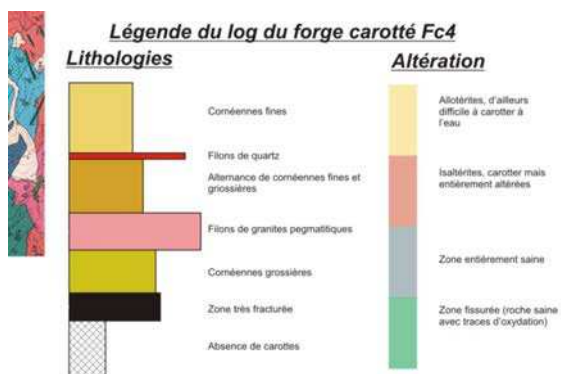 Légende du log du forge carotté Fc4
Lithologies
Altération
Cornéennes fines
Filons de quartz
Alternance de cornéennes fines et
griossières
Filons de granites pegmatitiques
Cornéennes grossières
Zone très fracturée
Absence de carottes
Allotérites, d'ailleurs
difficile à carotter à
l'eau
Isaltérites, carotter mais
entièrement altérées
Zone entièrement saine
Zone fissurée (roche saine
avec traces d'oxydation)